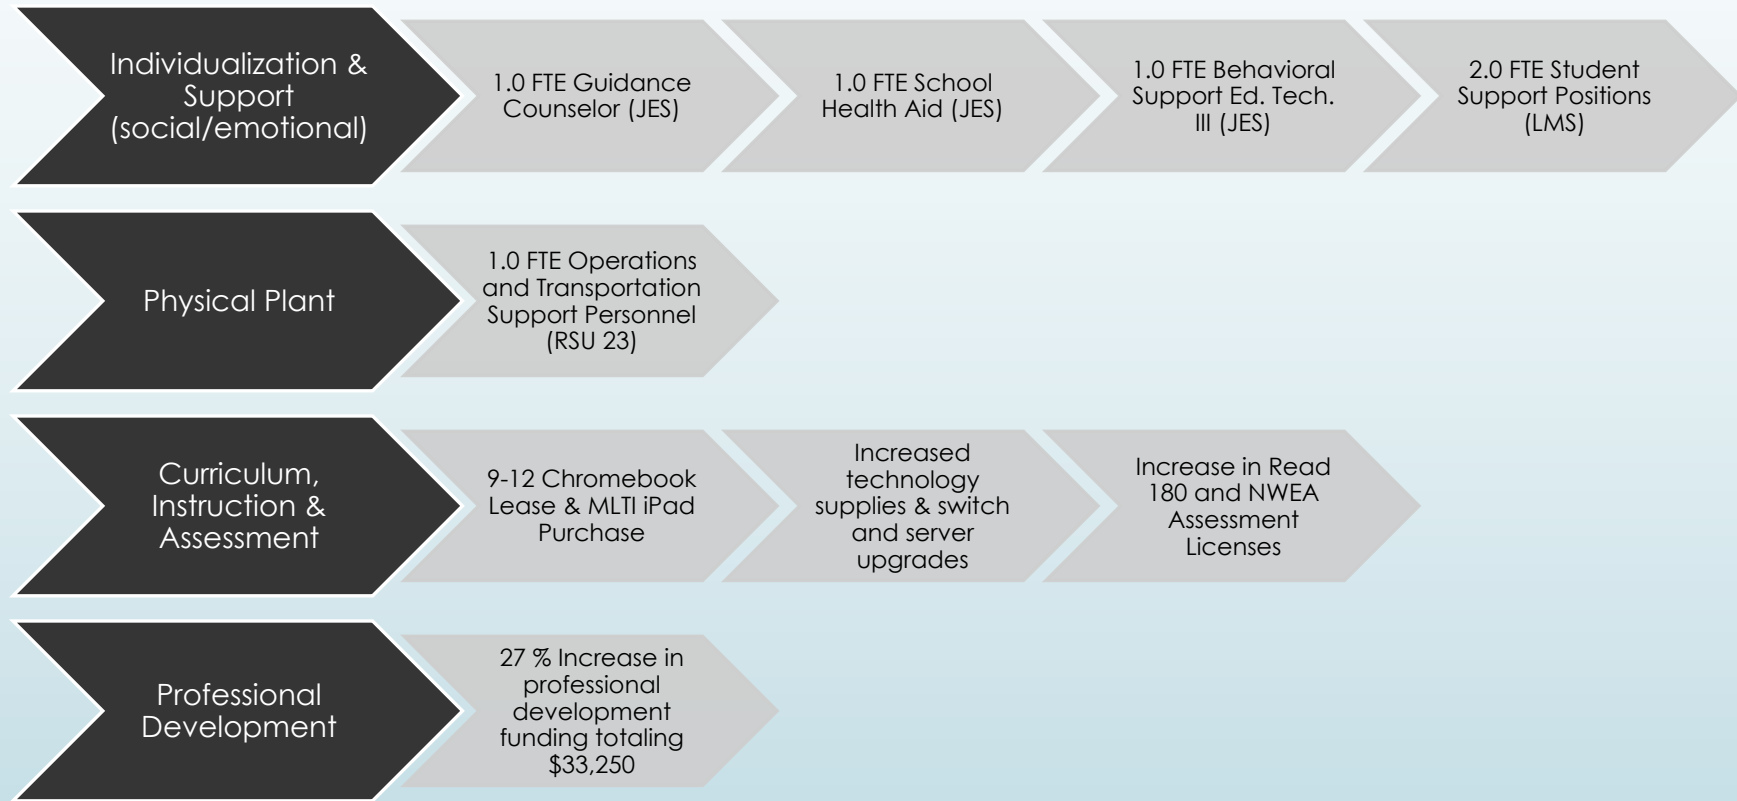 Individualization &
Support
(social/emotional)
1.0 FTE Guidance
Counselor (JES)
1.0 FTE School
Health Aid (JES)
1.0 FTE Behavioral
Support Ed. Tech.
III (JES)
2.0 FTE Student
Support Positions
(LMS)
Physical Plant
1.0 FTE Operations
and Transportation
Support Personnel
(RSU 23)
Curriculum,
Instruction &
Assessment
9-12 Chromebook
Lease & MLTI iPad
Purchase
Increased
technology
supplies & switch
and server
upgrades
Increase in Read
180 and NWEA
Assessment
Licenses
Professional
Development
27 % Increase in
professional
development
funding totaling
$33,250